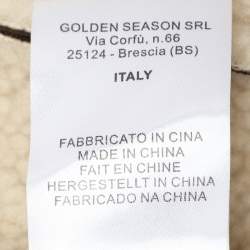 GOLDEN SEASON SRL
Via Corfù, n.66
25124 - Brescia (BS)
ITALY
FABBRICATO IN CINA
MADE IN CHINA
FAIT EN CHINE
HERGESTELLT IN CHINA
FABRICADO NA CHINA